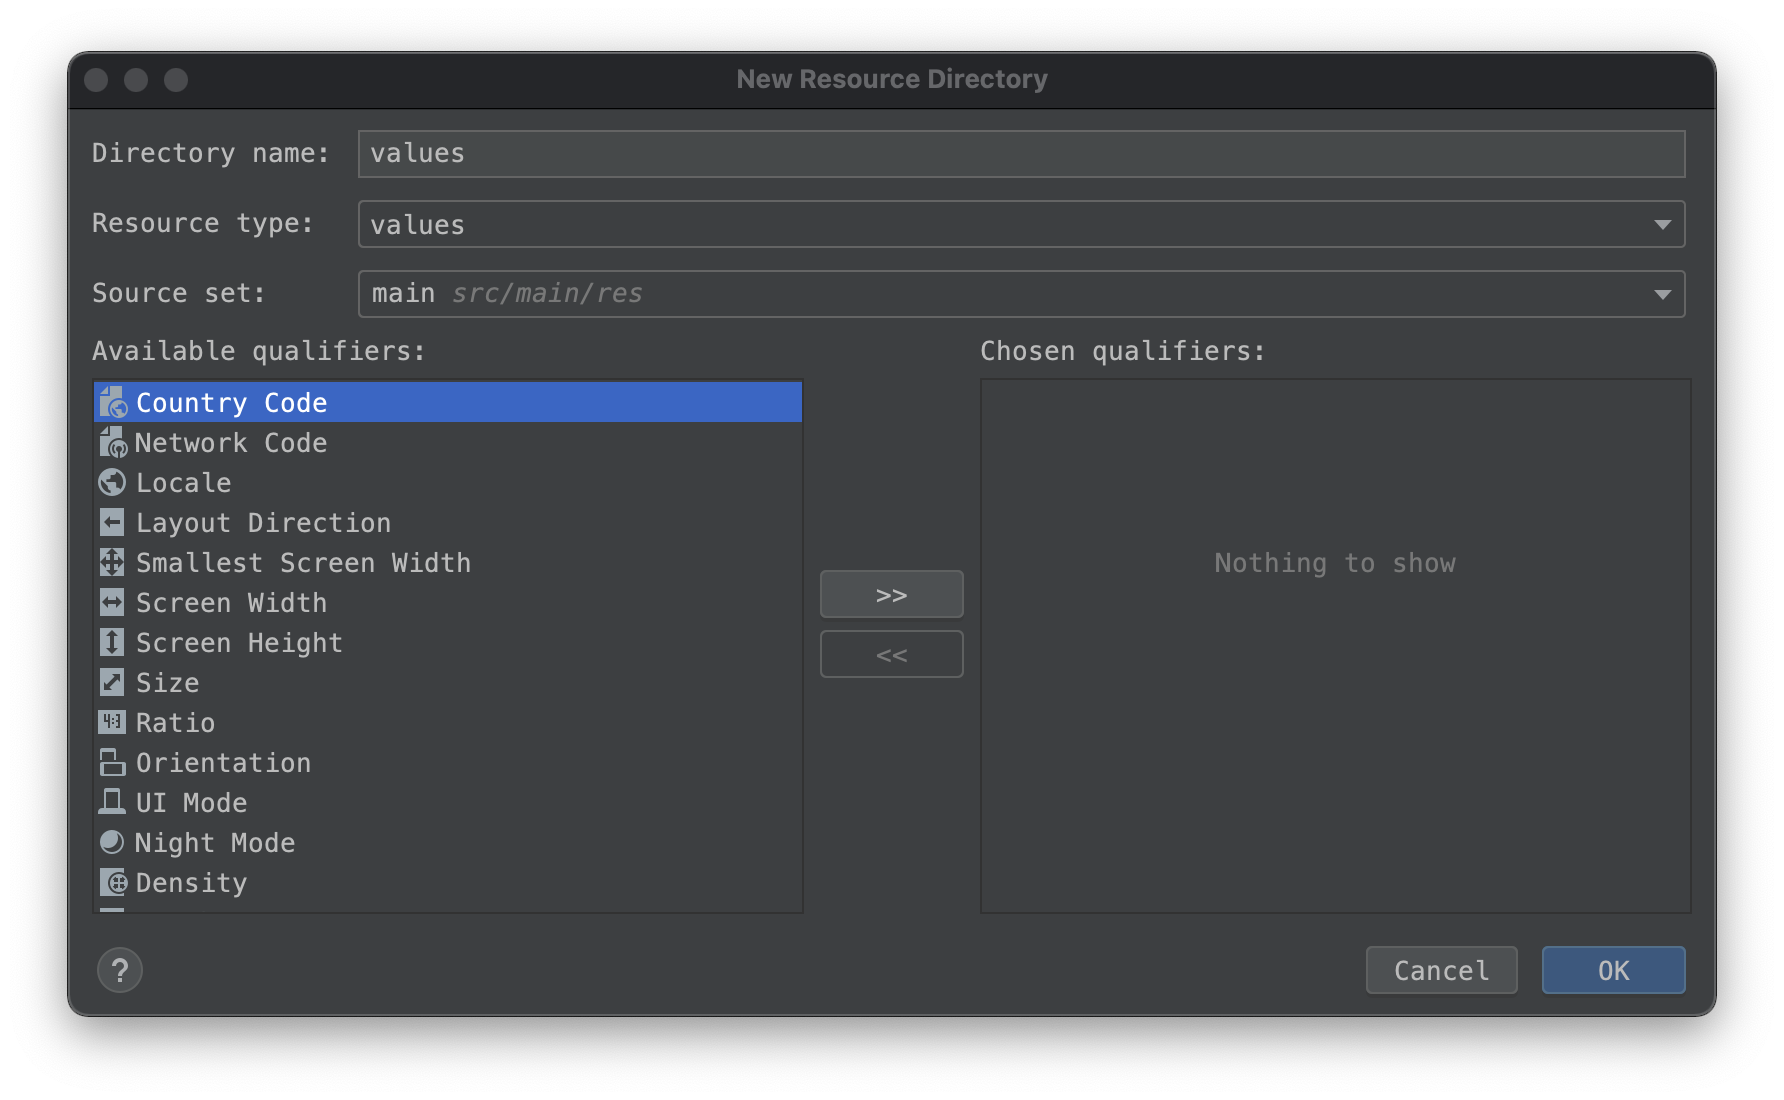 New Resource Directory
Directory name: values
Resource type: values
Source set: main src/main/res
Available qualifiers:
Chosen qualifiers:
Country Code
Network Code
Locale
Layout Direction
Smallest Screen Width
Screen Width
Screen Height
Size
4:3 Ratio
Orientation
UI Mode
Night Mode
Density
>>
<<
Nothing to show
?
Cancel
OK